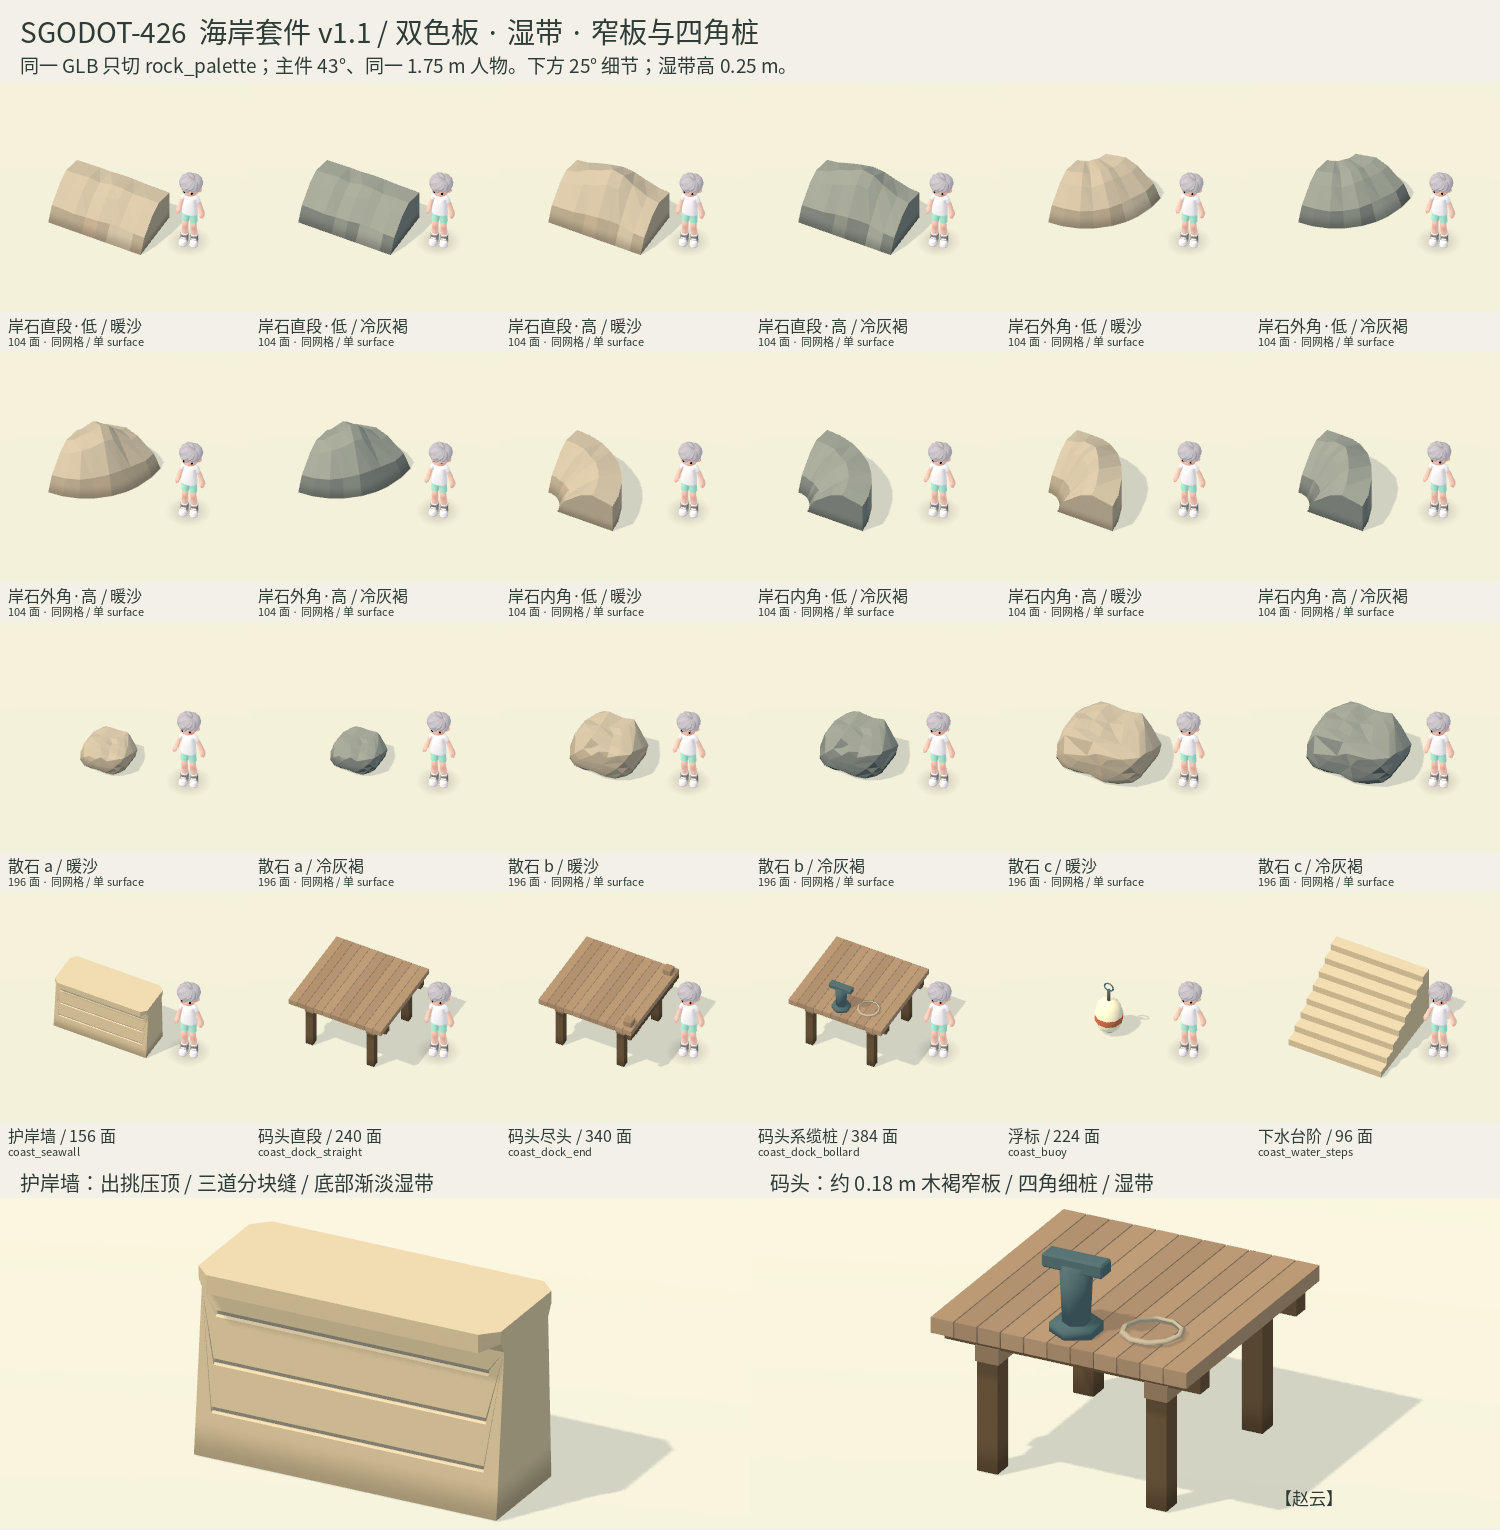 SGODOT-426 海岸套件 v1.1 / 双色板 · 湿带 · 窄板与四角桩
同一 GLB 只切 rock_palette；主件 43°、同一 1.75 m 人物。下方 25° 细节；湿带高 0.25 m。
岸石直段·低 / 暖沙
104 面 · 同网格 / 单 surface
岸石直段·低 / 冷灰褐
104 面 · 同网格 / 单 surface
岸石直段·高 / 暖沙
104 面 · 同网格 / 单 surface
岸石直段·高 / 冷灰褐
104 面 · 同网格 / 单 surface
岸石外角·低 / 暖沙
104 面 · 同网格 / 单 surface
岸石外角·低 / 冷灰褐
104 面 · 同网格 / 单 surface
岸石外角·高 / 暖沙
104 面 · 同网格 / 单 surface
岸石外角·高 / 冷灰褐
104 面 · 同网格 / 单 surface
岸石内角·低 / 暖沙
104 面 · 同网格 / 单 surface
岸石内角·低 / 冷灰褐
104 面 · 同网格 / 单 surface
岸石内角·高 / 暖沙
104 面 · 同网格 / 单 surface
岸石内角·高 / 冷灰褐
104 面 · 同网格 / 单 surface
散石 a / 暖沙
196 面 · 同网格 / 单 surface
散石 a / 冷灰褐
196 面 · 同网格 / 单 surface
散石 b / 暖沙
196 面 · 同网格 / 单 surface
散石 b / 冷灰褐
196 面 · 同网格 / 单 surface
散石 c / 暖沙
196 面 · 同网格 / 单 surface
散石 c / 冷灰褐
196 面 · 同网格 / 单 surface
护岸墙 / 156 面
coast_seawall
码头直段 / 240 面
coast_dock_straight
码头尽头 / 340 面
coast_dock_end
码头系缆桩 / 384 面
coast_dock_bollard
浮标 / 224 面
coast_buoy
下水台阶 / 96 面
coast_water_steps
护岸墙：出挑压顶 / 三道分块缝 / 底部渐淡湿带
码头：约 0.18 m 木褐窄板 / 四角细桩 / 湿带
【赵云】